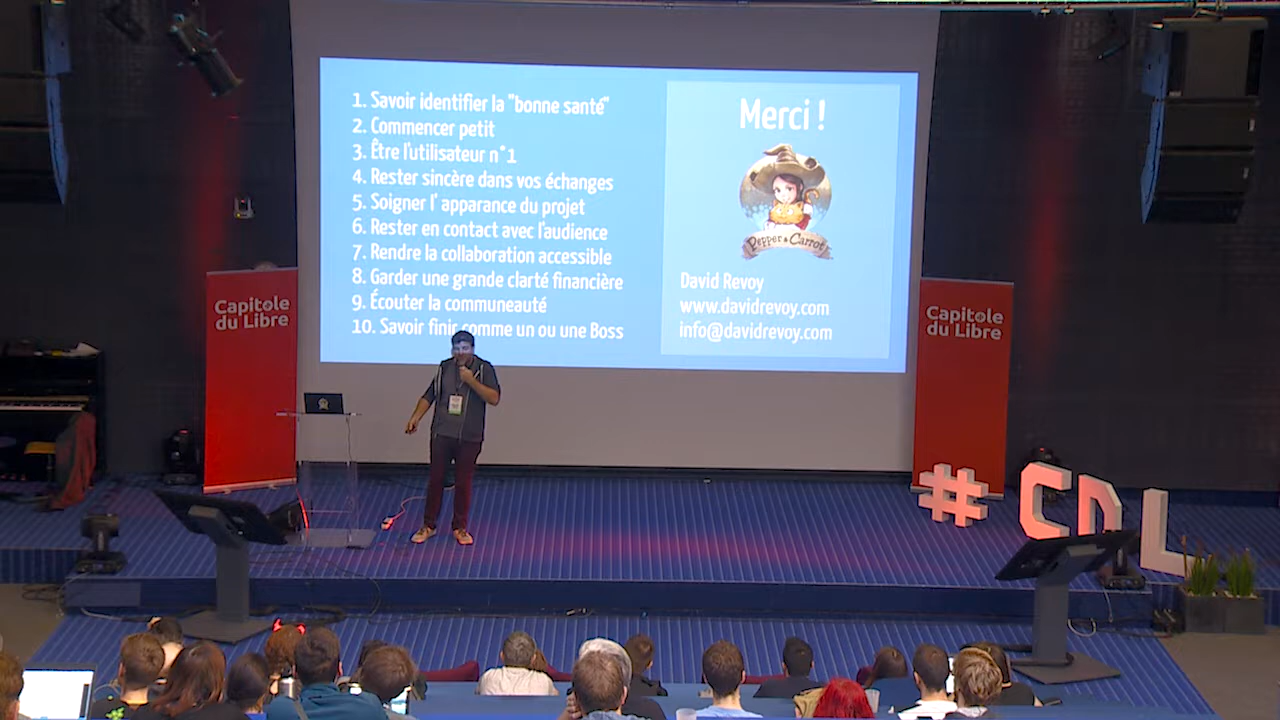 1. Savoir identifier la "bonne santé"
2. Commencer petit
3. Être l'utilisateur n°1
4. Rester sincère dans vos échanges
5. Soigner l' apparance du projet
6. Rester en contact avec l'audience
7. Rendre la collaboration accessible
8. Garder une grande clarté financière
9. Écouter la communeauté
10. Savoir finir comme un ou une Boss
Merci !
Pepper & Carrot
David Revoy
www.davidrevoy.com
info@davidrevoy.com
Capitole
du Libre
Capitole
du Libre
#CDL